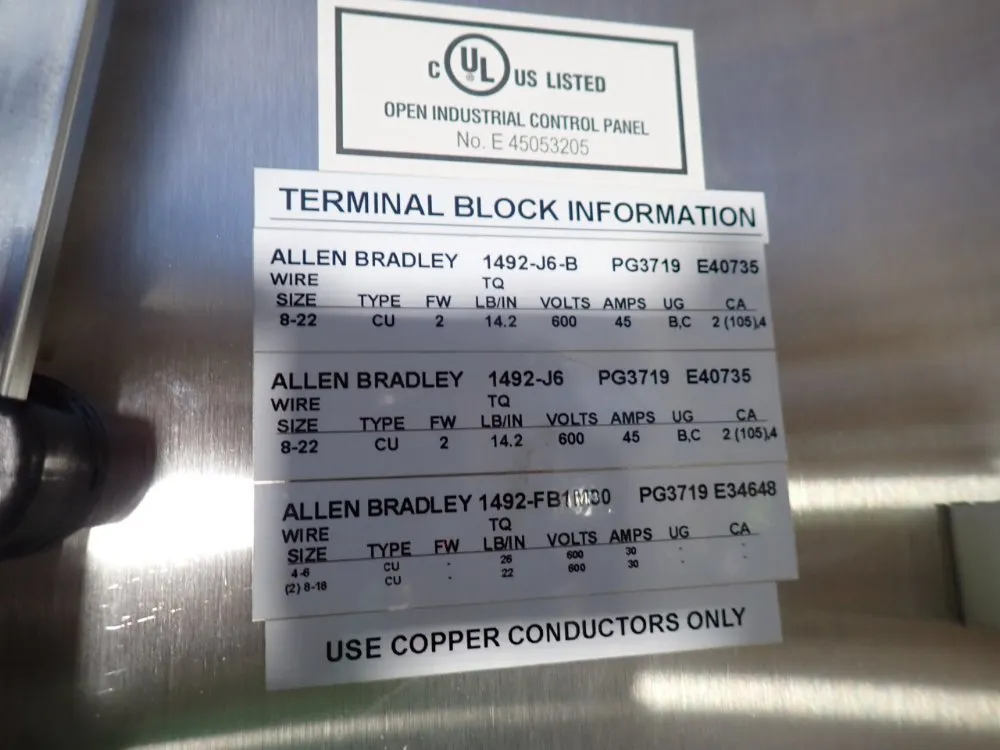 C UL ® US LISTED
OPEN INDUSTRIAL CONTROL PANEL
No. E 45053205
TERMINAL BLOCK INFORMATION
ALLEN BRADLEY 1492-J6-B PG3719 E40735
WIRE TQ
SIZE TYPE FW LB/IN VOLTS AMPS UG CA
8-22 CU 2 14.2 600 45 B,C 2 (105),4
ALLEN BRADLEY 1492-J6 PG3719 E40735
WIRE TQ
SIZE TYPE FW LB/IN VOLTS AMPS UG CA
8-22 CU 2 14.2 600 45 B,C 2 (105),4
ALLEN BRADLEY 1492-FB1M30 PG3719 E34648
WIRE TQ
SIZE TYPE FW LB/IN VOLTS AMPS UG CA
4-6 CU - 26 600 30 - -
(2) 8-18 CU - 22 600 30 - -
USE COPPER CONDUCTORS ONLY